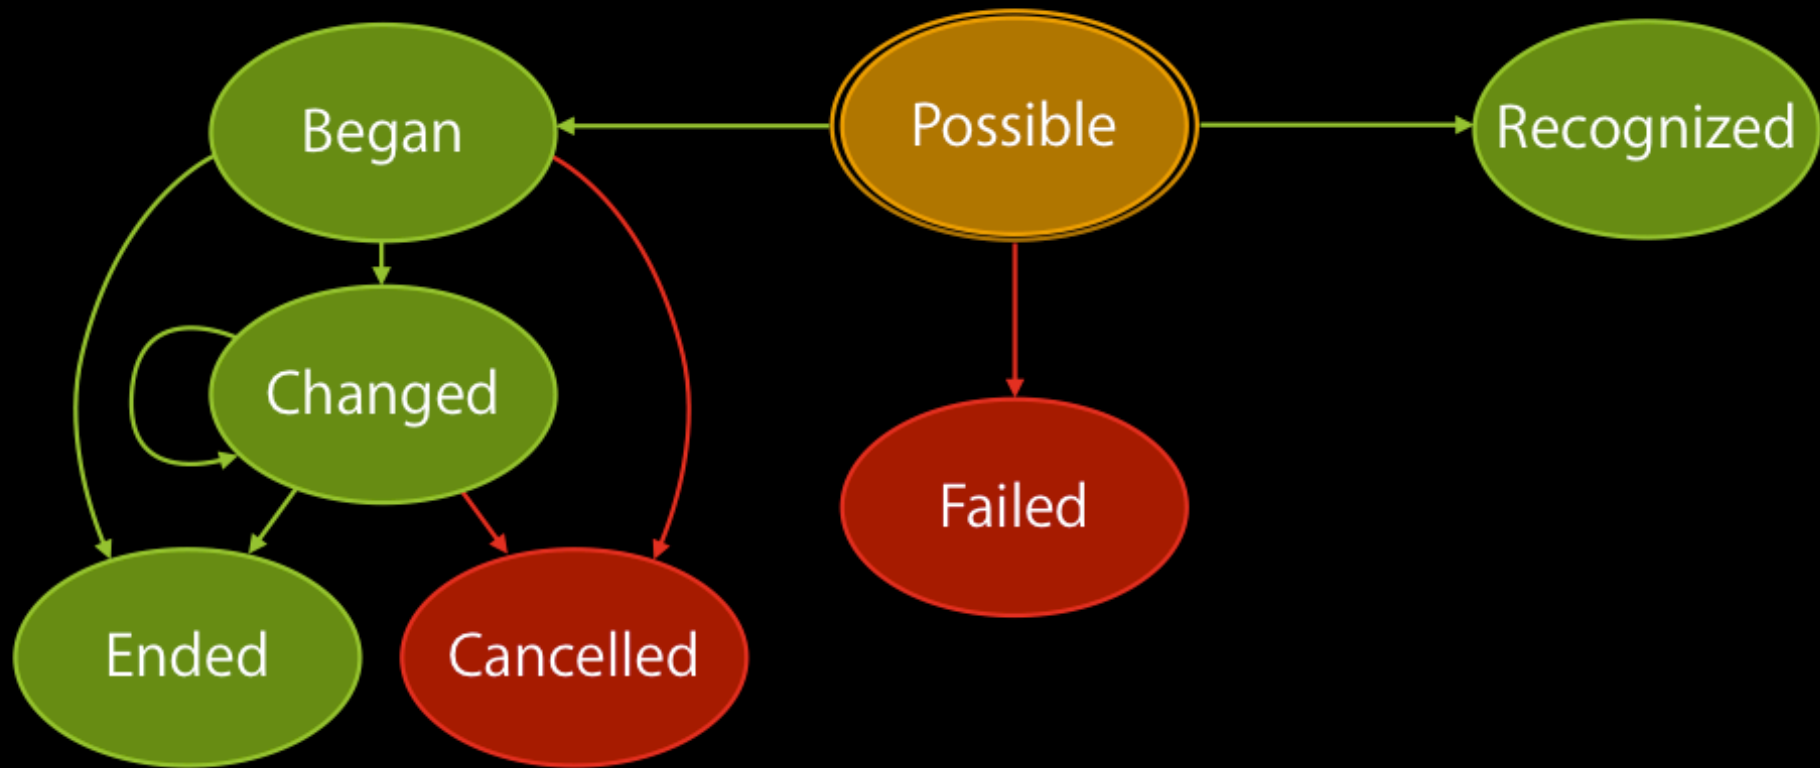 Began
Possible
Recognized
Changed
Failed
Ended
Cancelled